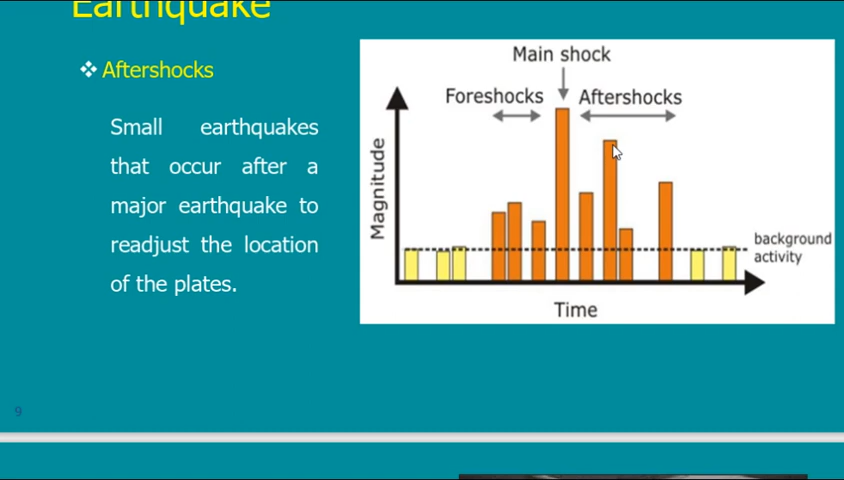 Earthquake
❖ Aftershocks
Small earthquakes
that occur after a
major earthquake to
readjust the location
of the plates.
Main shock
Foreshocks
Aftershocks
Magnitude
background
activity
Time
9